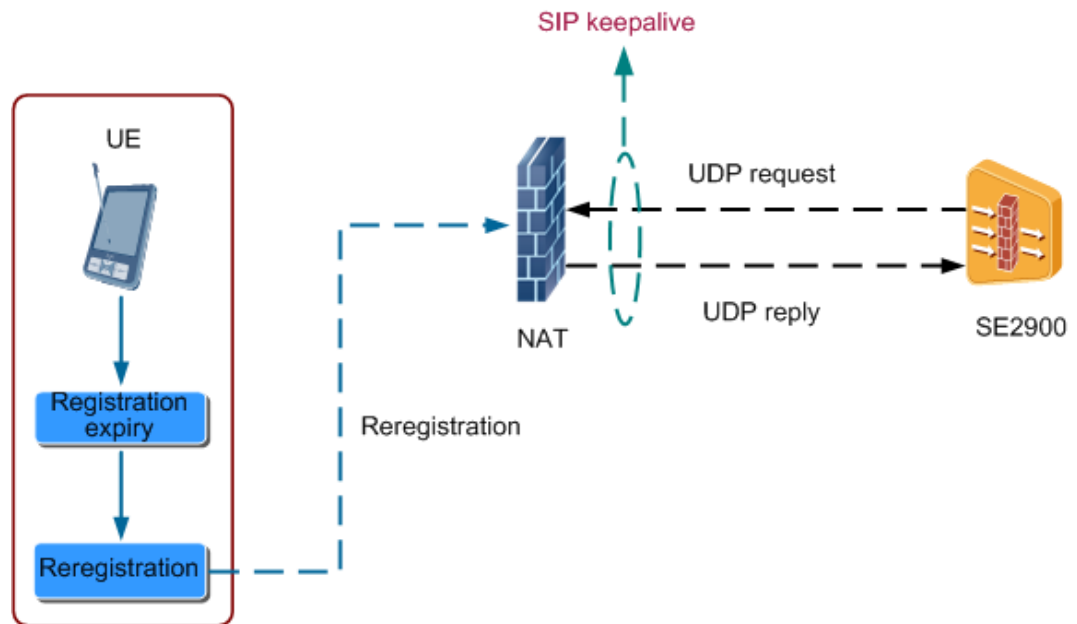 SIP keepalive
UE
UDP request
UDP reply
NAT
SE2900
Registration
expiry
Reregistration
Reregistration